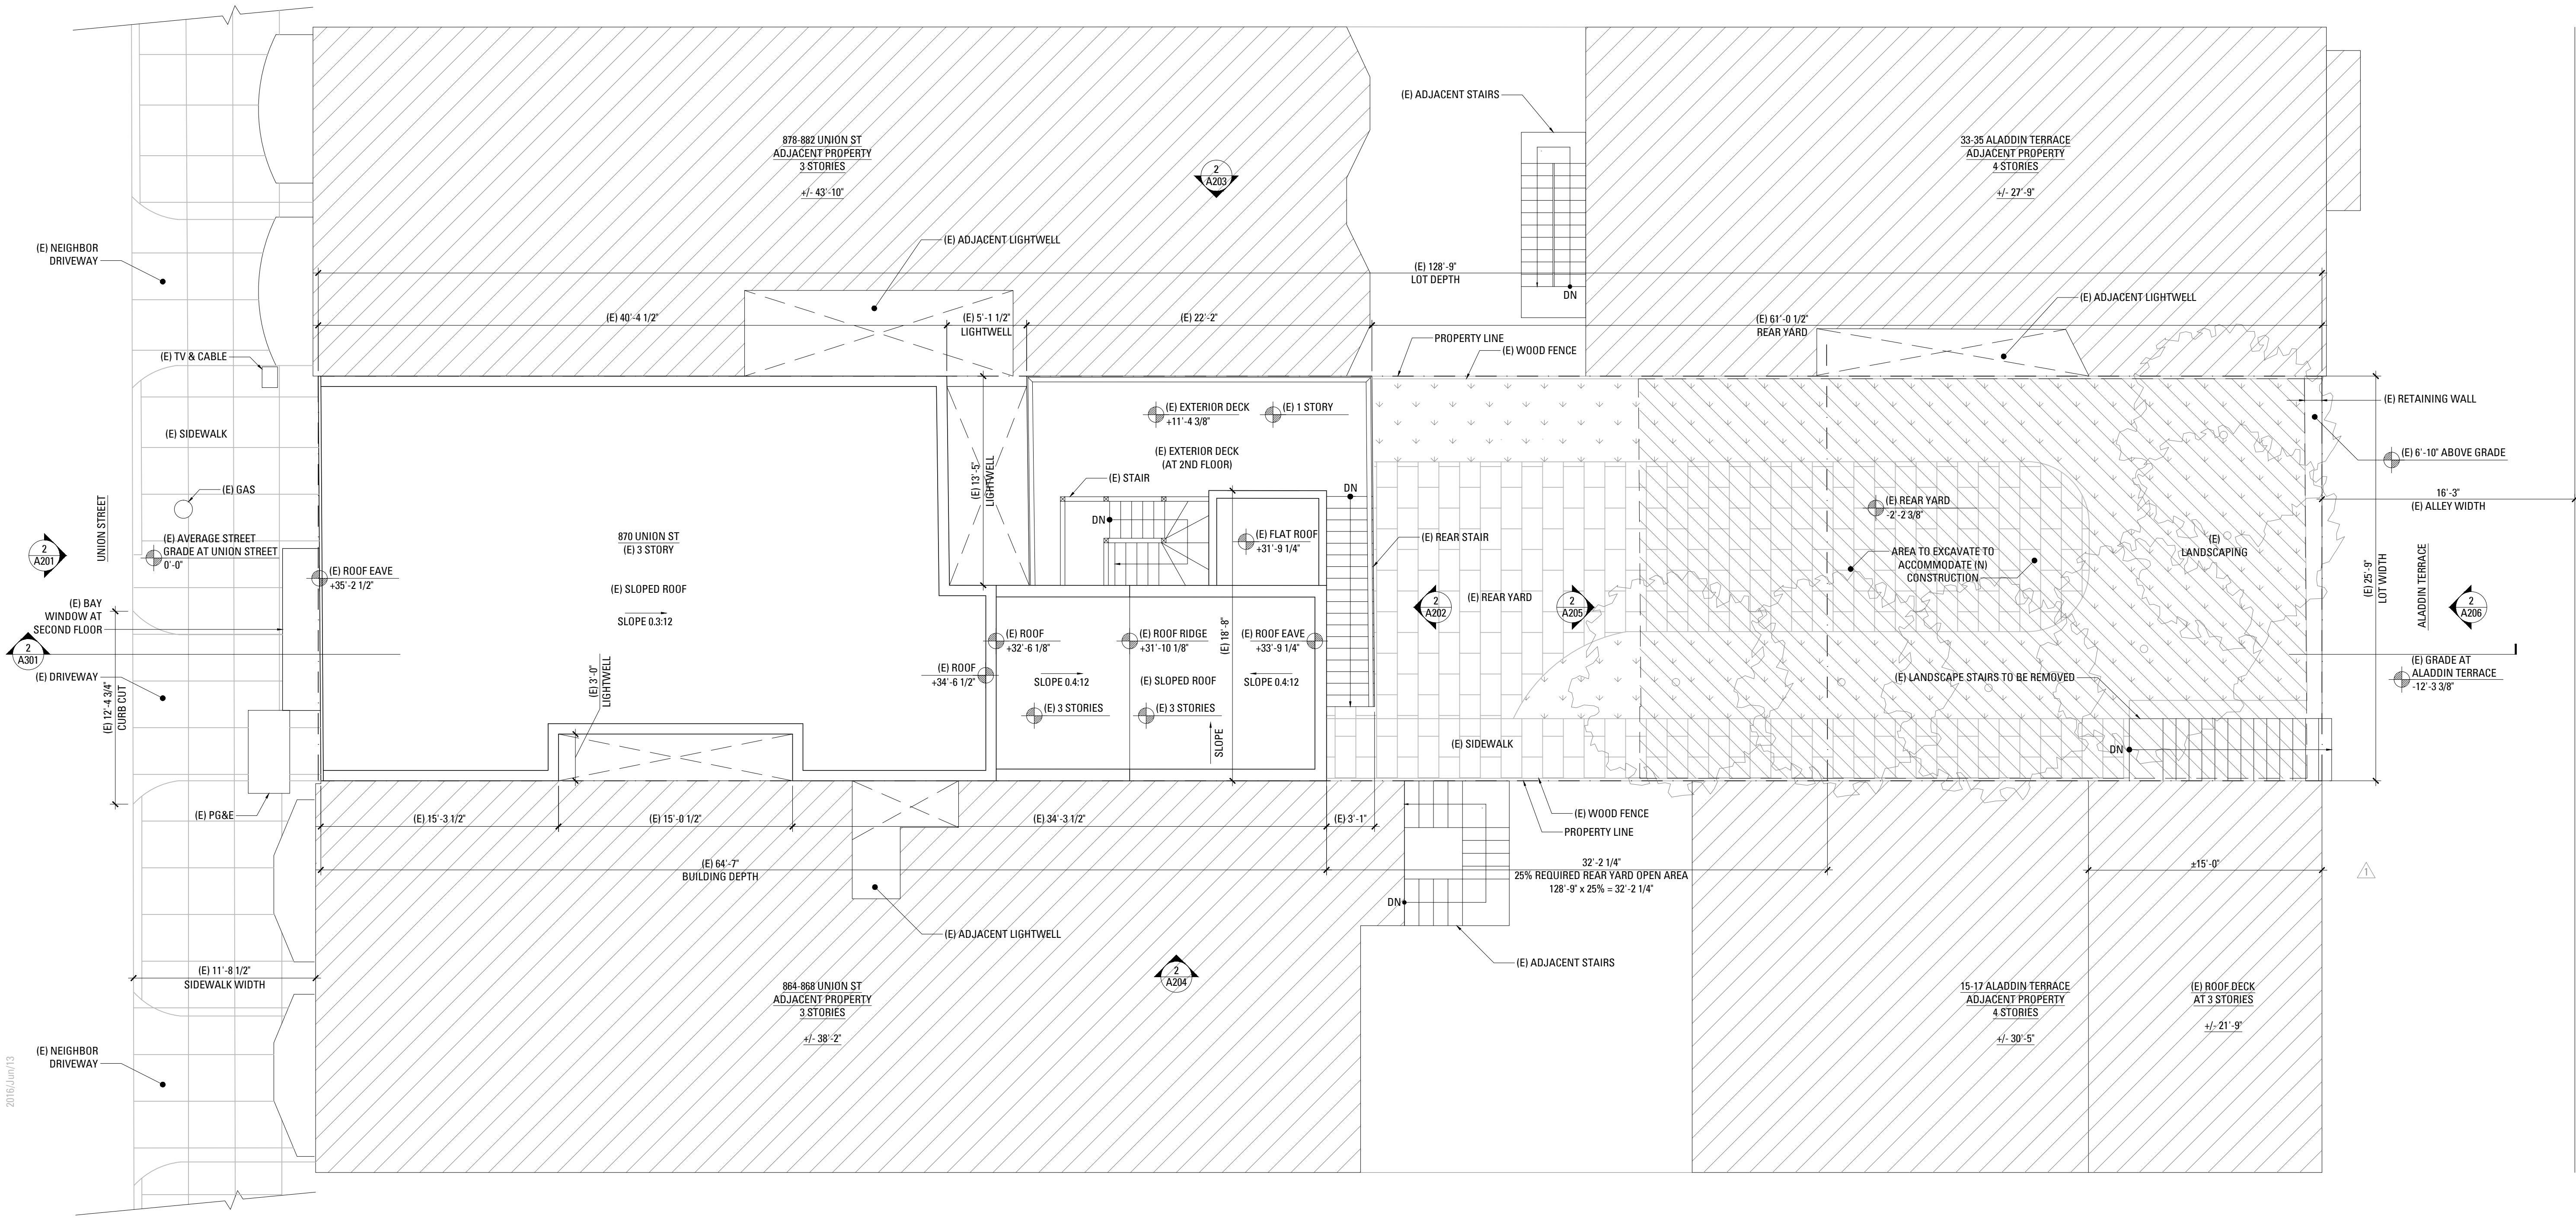 (E) ADJACENT STAIRS
878-882 UNION ST
ADJACENT PROPERTY
3 STORIES
+/- 43'-10"
2
A203
33-35 ALADDIN TERRACE
ADJACENT PROPERTY
4 STORIES
+/- 27'-9"
(E) NEIGHBOR
DRIVEWAY
(E) ADJACENT LIGHTWELL
(E) 128'-9"
LOT DEPTH
DN
(E) ADJACENT LIGHTWELL
(E) 40'-4 1/2"
(E) 5'-1 1/2"
LIGHTWELL
(E) 22'-2"
(E) 61'-0 1/2"
REAR YARD
PROPERTY LINE
(E) WOOD FENCE
(E) TV & CABLE
(E) SIDEWALK
(E) EXTERIOR DECK
+11'-4 3/8"
(E) 1 STORY
(E) RETAINING WALL
(E) EXTERIOR DECK
(AT 2ND FLOOR)
(E) 6'-10" ABOVE GRADE
(E) 13'-5"
LIGHTWELL
(E) STAIR
DN
DN
(E) GAS
UNION STREET
(E) REAR YARD
-2'-2 3/8"
16'-3"
(E) ALLEY WIDTH
2
A201
(E) AVERAGE STREET
GRADE AT UNION STREET
0'-0"
870 UNION ST
(E) 3 STORY
(E) FLAT ROOF
+31'-9 1/4"
(E) REAR STAIR
AREA TO EXCAVATE TO
ACCOMMODATE (N)
CONSTRUCTION
(E)
LANDSCAPING
(E) ROOF EAVE
+35'-2 1/2"
(E) SLOPED ROOF
SLOPE 0.3:12
(E) 25'-9"
LOT WIDTH
ALADDIN TERRACE
(E) BAY
WINDOW AT
SECOND FLOOR
2
A202
(E) REAR YARD
2
A205
2
A206
(E) ROOF
+32'-6 1/8"
(E) ROOF RIDGE
+31'-10 1/8"
(E) 18'-8"
(E) ROOF EAVE
+33'-9 1/4"
2
A301
(E) DRIVEWAY
(E) 3'-0"
LIGHTWELL
(E) ROOF
+34'-6 1/2"
SLOPE 0.4:12
(E) SLOPED ROOF
SLOPE 0.4:12
(E) LANDSCAPE STAIRS TO BE REMOVED
(E) GRADE AT
ALADDIN TERRACE
-12'-3 3/8"
(E) 12'-4 3/4"
CURB CUT
(E) 3 STORIES
(E) 3 STORIES
SLOPE
(E) SIDEWALK
DN
(E) PG&E
(E) 15'-3 1/2"
(E) 15'-0 1/2"
(E) 34'-3 1/2"
(E) 3'-1"
(E) WOOD FENCE
PROPERTY LINE
(E) 64'-7"
BUILDING DEPTH
32'-2 1/4"
25% REQUIRED REAR YARD OPEN AREA
128'-9" x 25% = 32'-2 1/4"
±15'-0"
1
DN
(E) ADJACENT LIGHTWELL
(E) ADJACENT STAIRS
(E) 11'-8 1/2"
SIDEWALK WIDTH
864-868 UNION ST
ADJACENT PROPERTY
3 STORIES
+/- 38'-2"
2
A204
15-17 ALADDIN TERRACE
ADJACENT PROPERTY
4 STORIES
+/- 30'-5"
(E) ROOF DECK
AT 3 STORIES
+/- 21'-9"
(E) NEIGHBOR
DRIVEWAY
2016/Jun/13